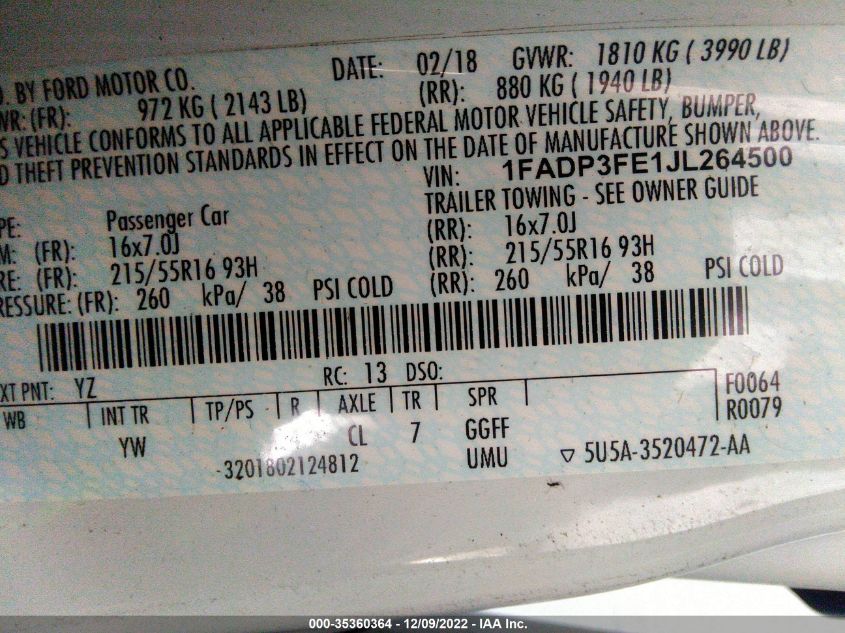 D. BY FORD MOTOR CO. DATE: 02/18 GVWR: 1810 KG ( 3990 LB)
WR: (FR): 972 KG ( 2143 LB) (RR): 880 KG ( 1940 LB)
S VEHICLE CONFORMS TO ALL APPLICABLE FEDERAL MOTOR VEHICLE SAFETY, BUMPER,
D THEFT PREVENTION STANDARDS IN EFFECT ON THE DATE OF MANUFACTURE SHOWN ABOVE.
VIN: 1FADP3FE1JL264500
TRAILER TOWING - SEE OWNER GUIDE
PE: Passenger Car
M: (FR): 16x7.0J (RR): 16x7.0J
RE: (FR): 215/55R16 93H (RR): 215/55R16 93H
RESSURE: (FR): 260 kPa/ 38 PSI COLD (RR): 260 kPa/ 38 PSI COLD
XT PNT: YZ RC: 13 DSO:
WB INT TR TP/PS R AXLE TR SPR F0064
R0079
YW CL 7 GGFF
-3201802124812 UMU ▽ 5U5A-3520472-AA
000-35360364 - 12/09/2022 - IAA Inc.